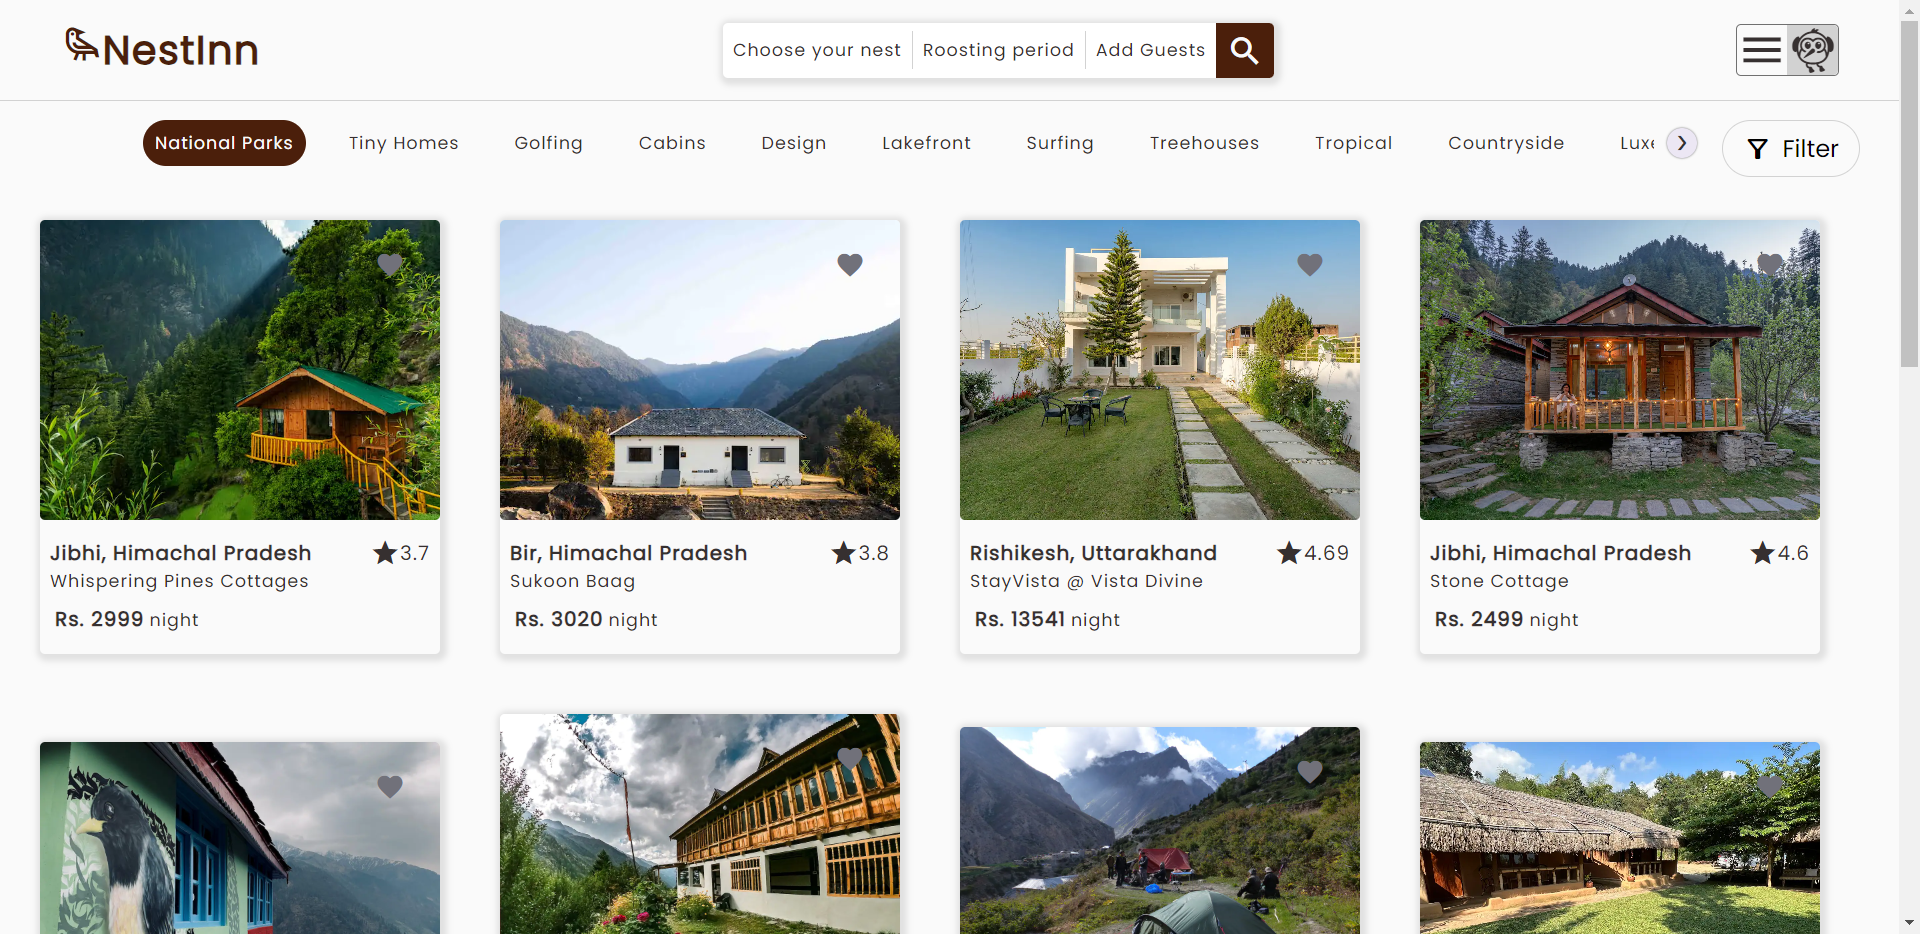 NestInn
Choose your nest
Roosting period
Add Guests
National Parks
Tiny Homes
Golfing
Cabins
Design
Lakefront
Surfing
Treehouses
Tropical
Countryside
Luxe
Filter
Jibhi, Himachal Pradesh
3.7
Whispering Pines Cottages
Rs. 2999 night
Bir, Himachal Pradesh
3.8
Sukoon Baag
Rs. 3020 night
Rishikesh, Uttarakhand
4.69
StayVista @ Vista Divine
Rs. 13541 night
Jibhi, Himachal Pradesh
4.6
Stone Cottage
Rs. 2499 night